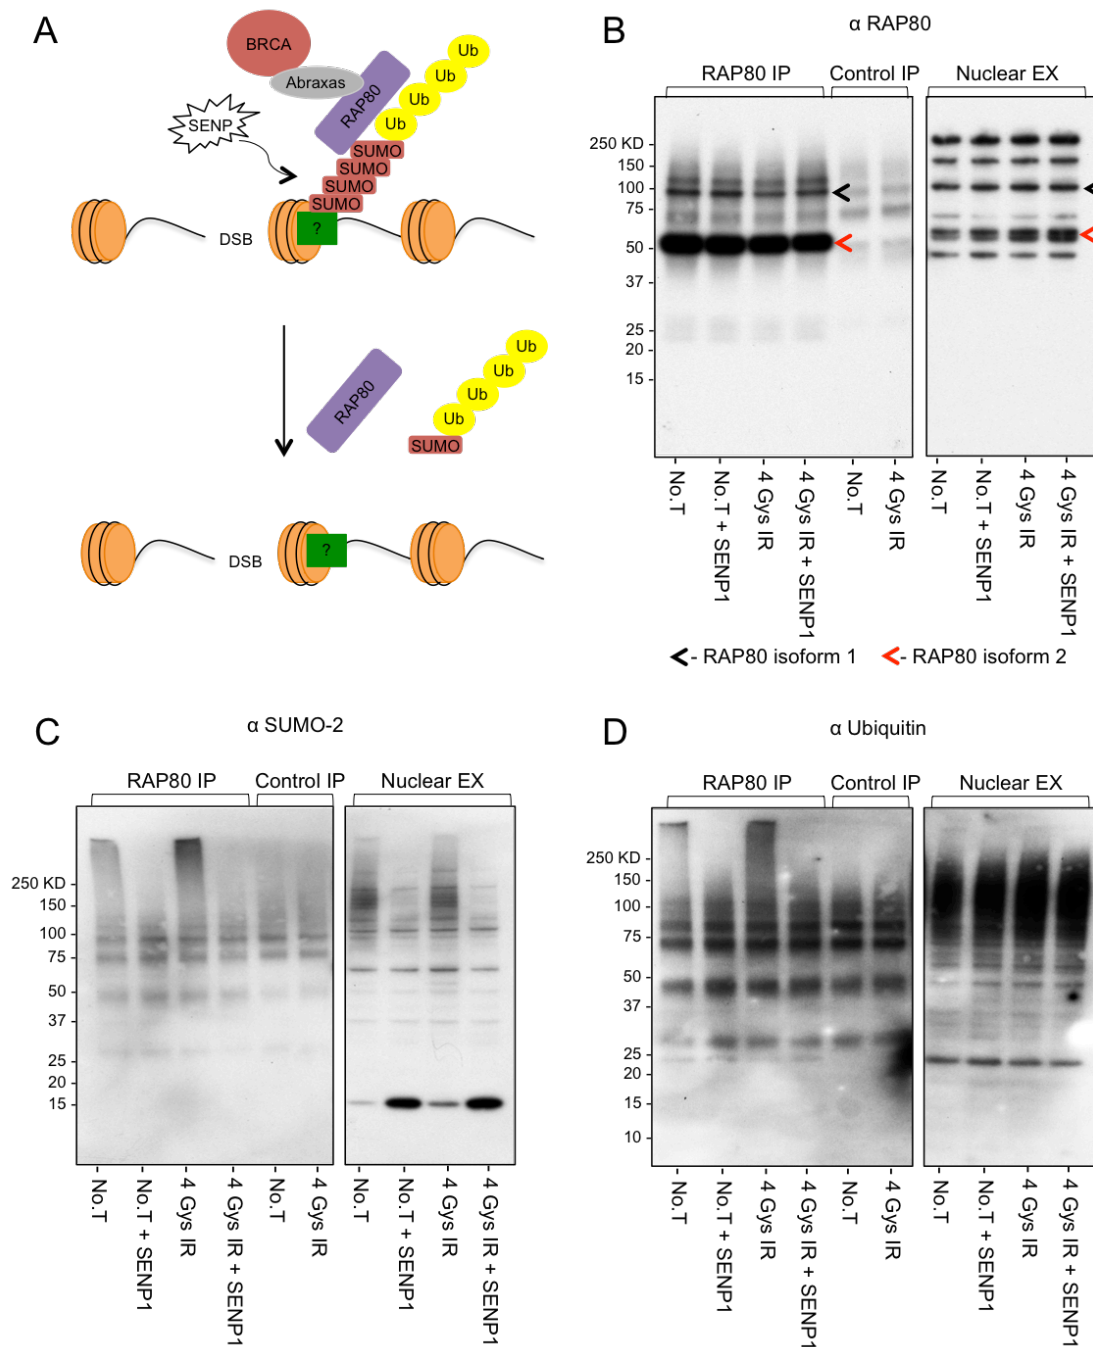 A
BRCA
Abraxas
RAP80
Ub
Ub
Ub
Ub
SENP
SUMO
SUMO
SUMO
SUMO
?
DSB
RAP80
Ub
Ub
Ub
Ub
SUMO
?
DSB
B
α RAP80
RAP80 IP Control IP Nuclear EX
250 KD
150
100
75
50
37
25
20
15
No.T
No.T + SENP1
4 Gys IR
4 Gys IR + SENP1
No.T
4 Gys IR
No.T
No.T + SENP1
4 Gys IR
4 Gys IR + SENP1
- RAP80 isoform 1 - RAP80 isoform 2
C
α SUMO-2
RAP80 IP Control IP Nuclear EX
250 KD
150
100
75
50
37
25
20
15
No.T
No.T + SENP1
4 Gys IR
4 Gys IR + SENP1
No.T
4 Gys IR
No.T
No.T + SENP1
4 Gys IR
4 Gys IR + SENP1
D
α Ubiquitin
RAP80 IP Control IP Nuclear EX
250 KD
150
100
75
50
37
25
20
15
10
No.T
No.T + SENP1
4 Gys IR
4 Gys IR + SENP1
No.T
4 Gys IR
No.T
No.T + SENP1
4 Gys IR
4 Gys IR + SENP1